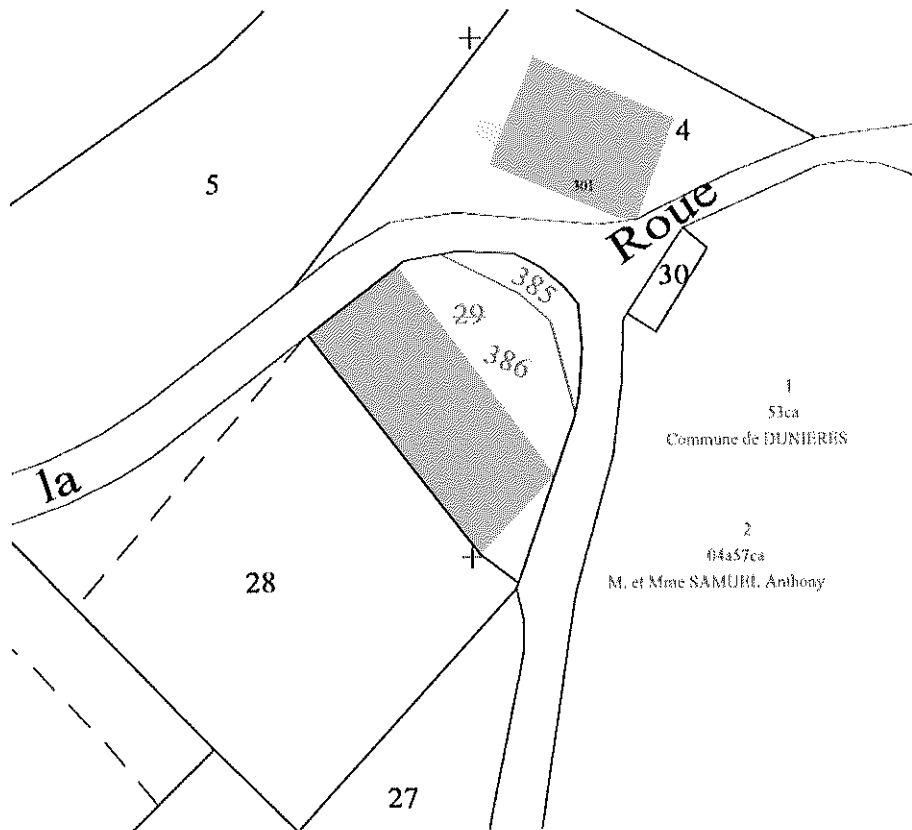 4
5
301
Roue
385
30
29
386
1
53ca
Commune de DUNIERES
la
2
04a57ca
M. et Mme SAMUEL Anthony
28
27